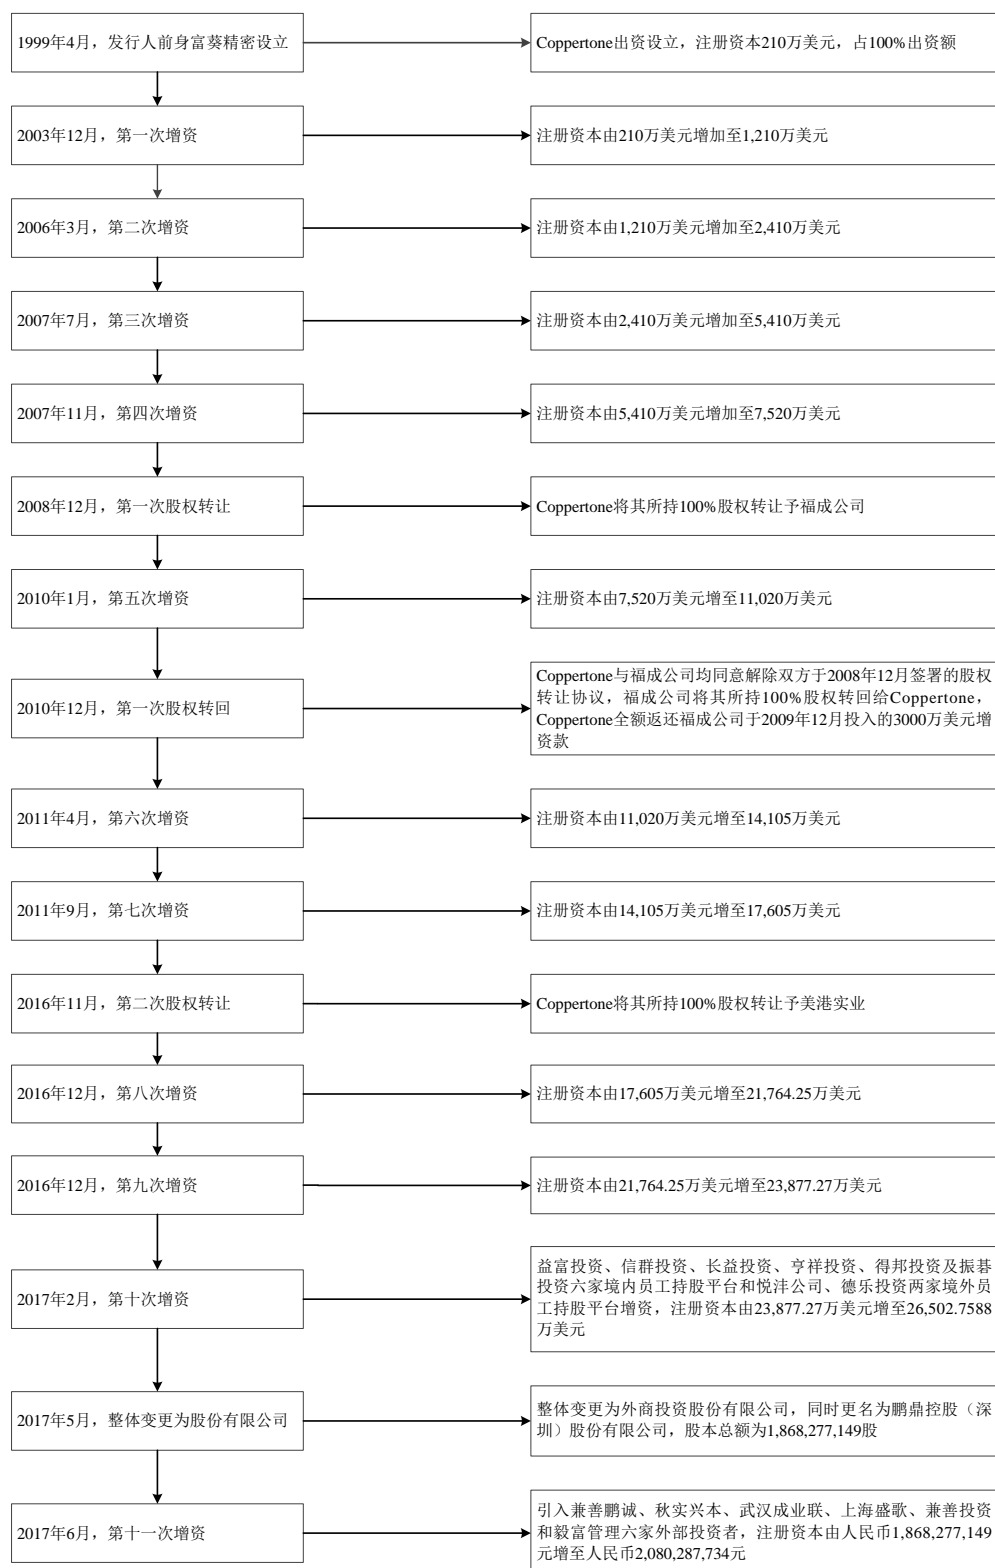 1999年4月，发行人前身富葵精密设立
Coppertone出资设立，注册资本210万美元，占100%出资额
2003年12月，第一次增资
注册资本由210万美元增加至1,210万美元
2006年3月，第二次增资
注册资本由1,210万美元增加至2,410万美元
2007年7月，第三次增资
注册资本由2,410万美元增加至5,410万美元
2007年11月，第四次增资
注册资本由5,410万美元增加至7,520万美元
2008年12月，第一次股权转让
Coppertone将其所持100%股权转让予福成公司
2010年1月，第五次增资
注册资本由7,520万美元增至11,020万美元
2010年12月，第一次股权转回
Coppertone与福成公司均同意解除双方于2008年12月签署的股权
转让协议，福成公司将其所持100%股权转回给Coppertone，
Coppertone全额返还福成公司于2009年12月投入的3000万美元增
资款
2011年4月，第六次增资
注册资本由11,020万美元增至14,105万美元
2011年9月，第七次增资
注册资本由14,105万美元增至17,605万美元
2016年11月，第二次股权转让
Coppertone将其所持100%股权转让予美港实业
2016年12月，第八次增资
注册资本由17,605万美元增至21,764.25万美元
2016年12月，第九次增资
注册资本由21,764.25万美元增至23,877.27万美元
2017年2月，第十次增资
益富投资、信群投资、长益投资、亨祥投资、得邦投资及振碁
投资六家境内员工持股平台和悦沣公司、德乐投资两家境外员
工持股平台增资，注册资本由23,877.27万美元增至26,502.7588
万美元
2017年5月，整体变更为股份有限公司
整体变更为外商投资股份有限公司，同时更名为鹏鼎控股（深
圳）股份有限公司，股本总额为1,868,277,149股
2017年6月，第十一次增资
引入兼善鹏诚、秋实兴本、武汉成业联、上海盛歌、兼善投资
和毅富管理六家外部投资者，注册资本由人民币1,868,277,149
元增至人民币2,080,287,734元